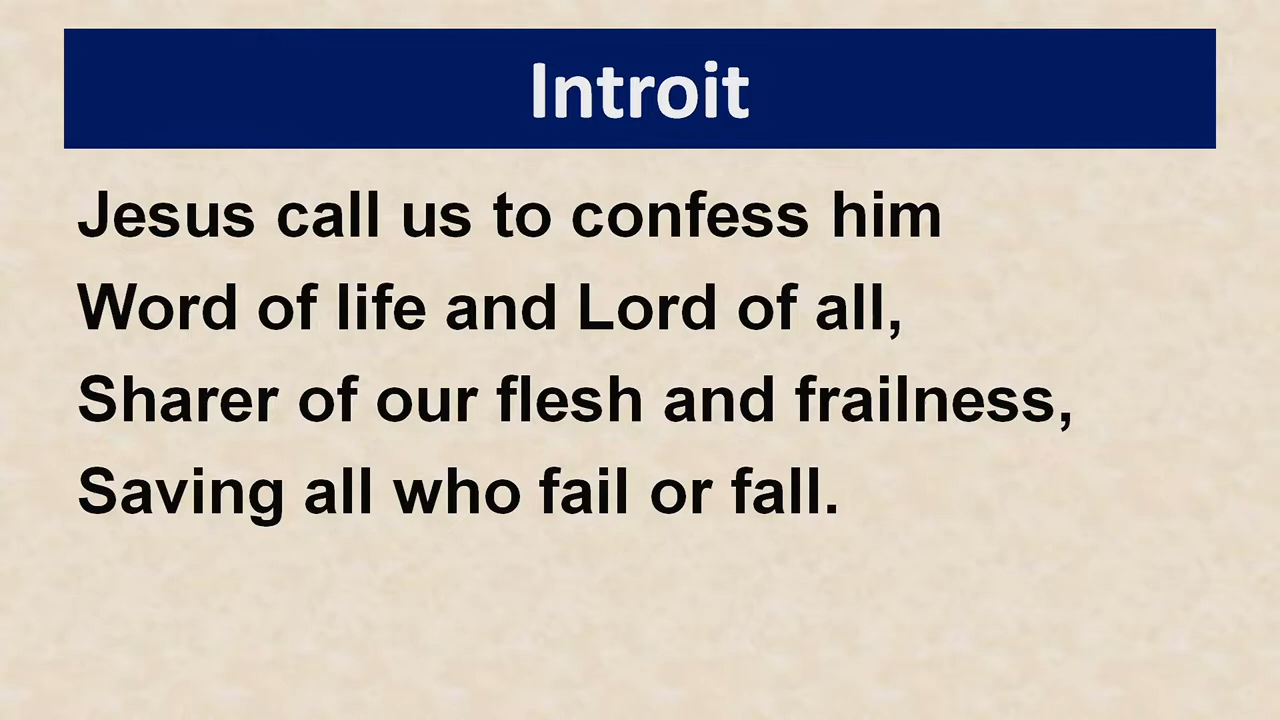 Introit
Jesus call us to confess him
Word of life and Lord of all,
Sharer of our flesh and frailness,
Saving all who fail or fall.